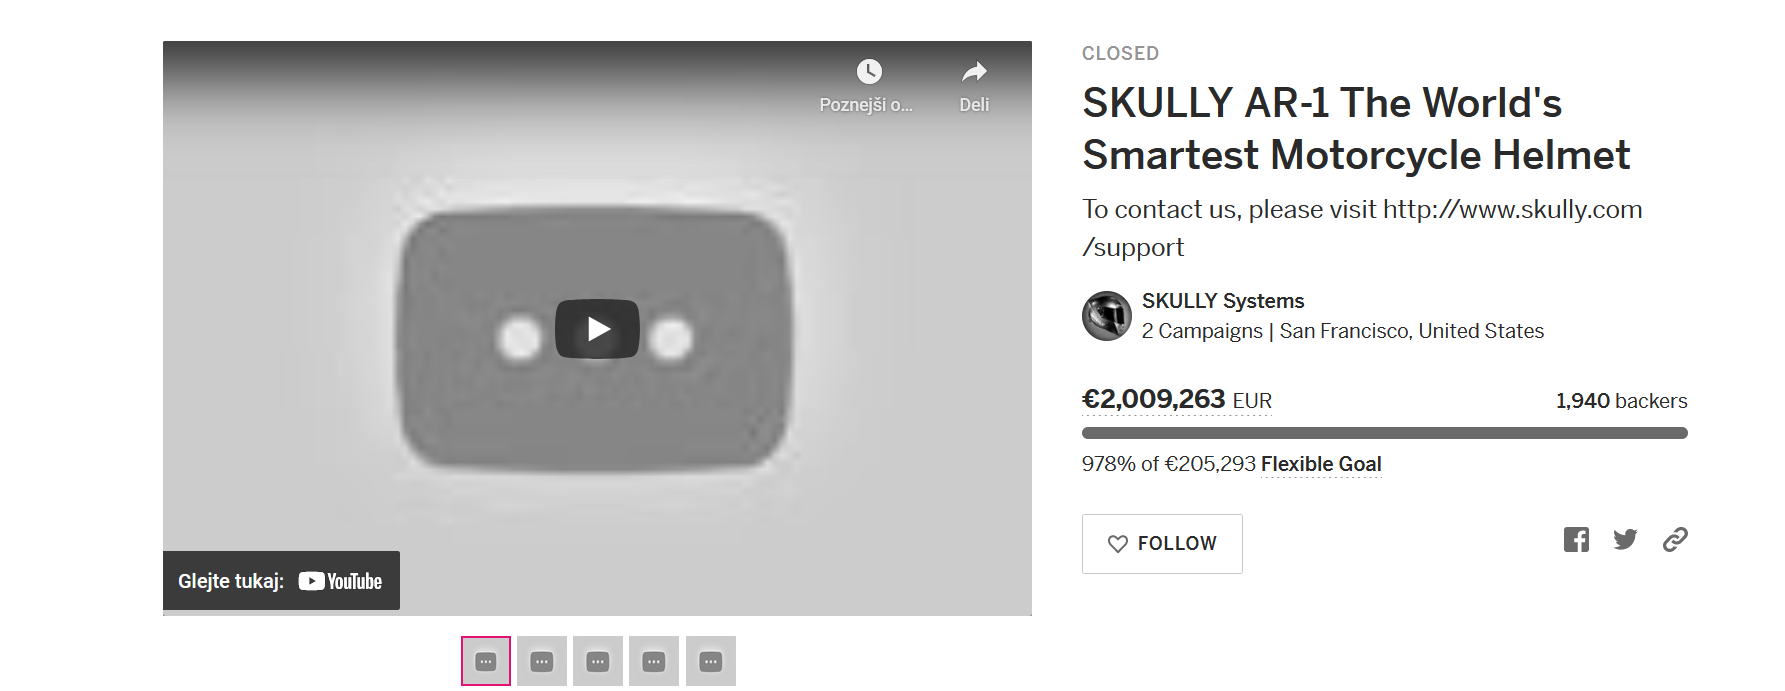 Poznejši o...
Deli
Glejte tukaj: YouTube
CLOSED
SKULLY AR-1 The World's
Smartest Motorcycle Helmet
To contact us, please visit http://www.skully.com
/support
SKULLY Systems
2 Campaigns | San Francisco, United States
€2,009,263 EUR
1,940 backers
978% of €205,293 Flexible Goal
FOLLOW